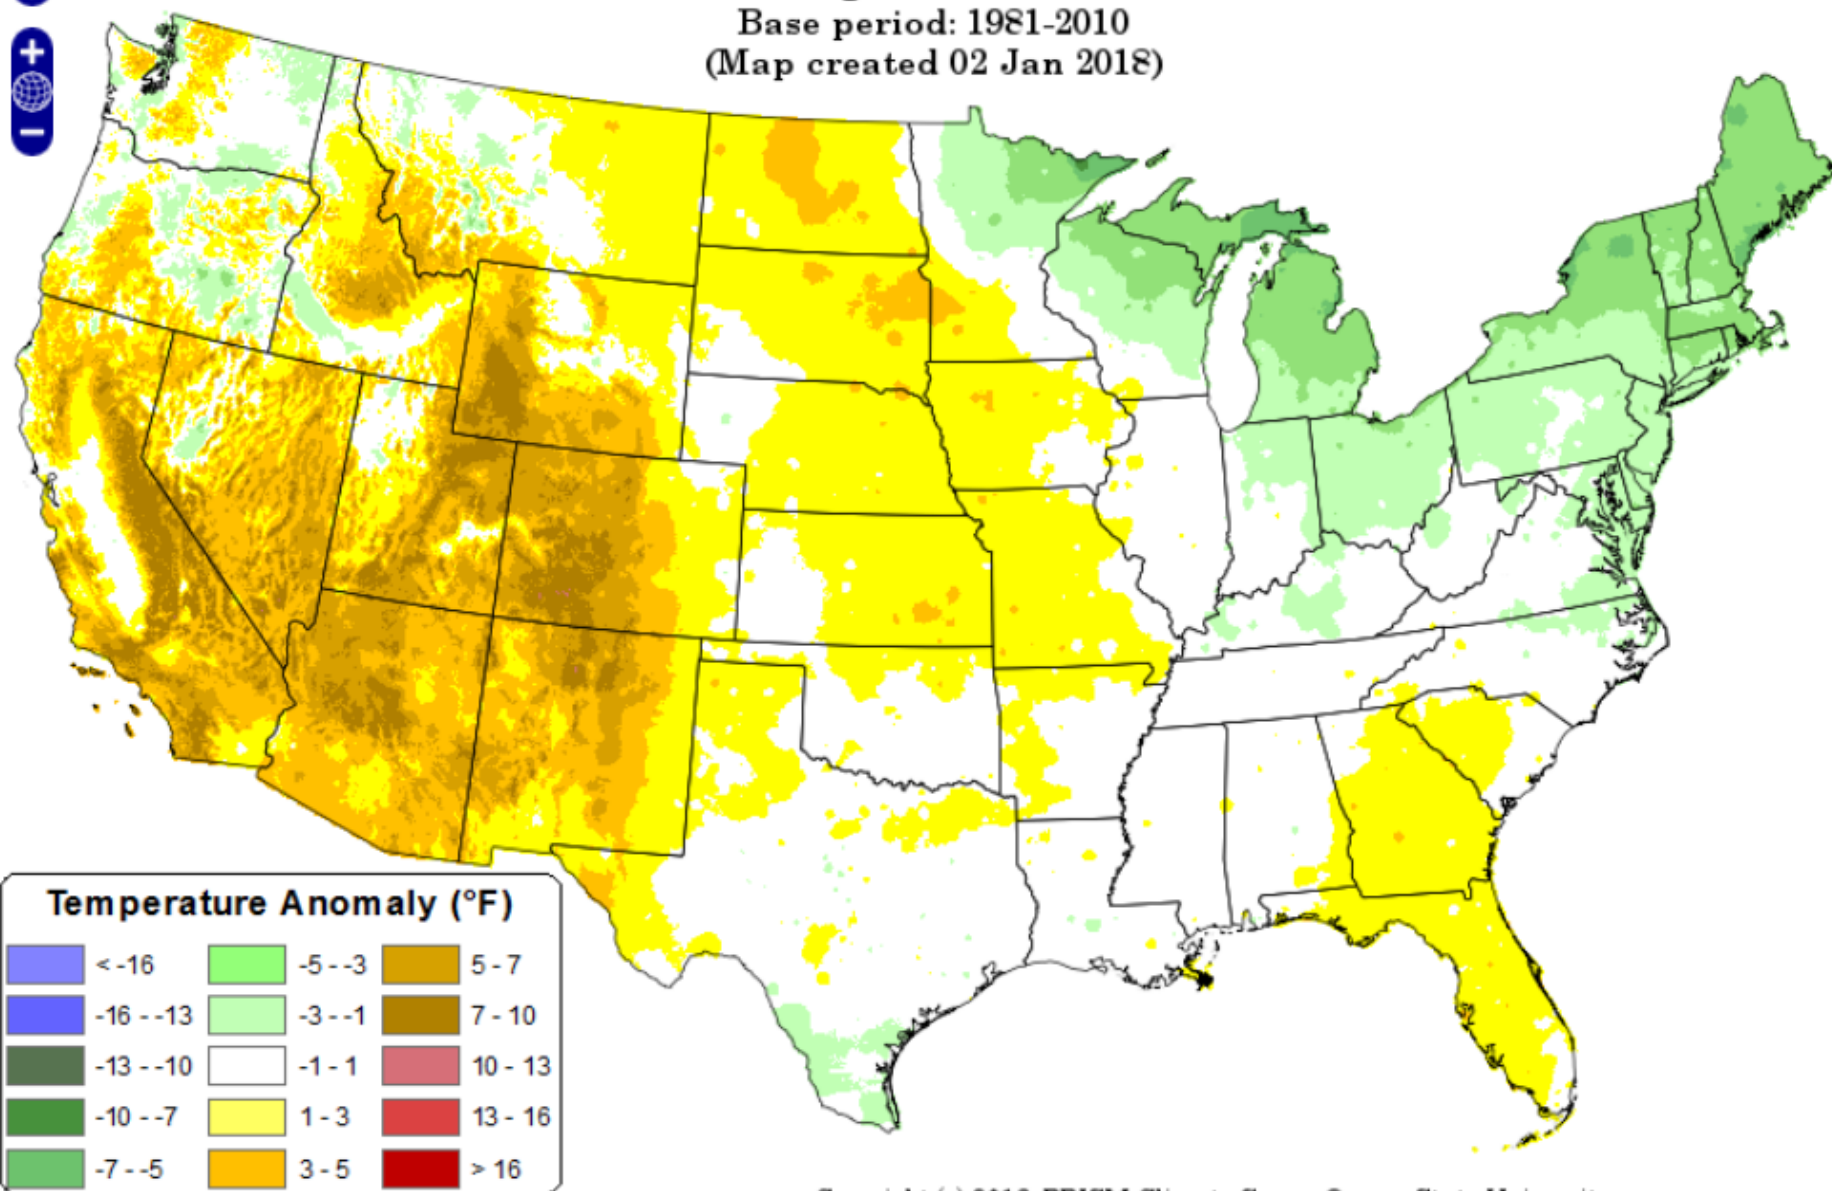 Base period: 1981-2010
(Map created 02 Jan 2018)
Temperature Anomaly (°F)
< -16
-16 - -13
-13 - -10
-10 - -7
-7 - -5
-5 - -3
-3 - -1
-1 - 1
1 - 3
3 - 5
5 - 7
7 - 10
10 - 13
13 - 16
> 16